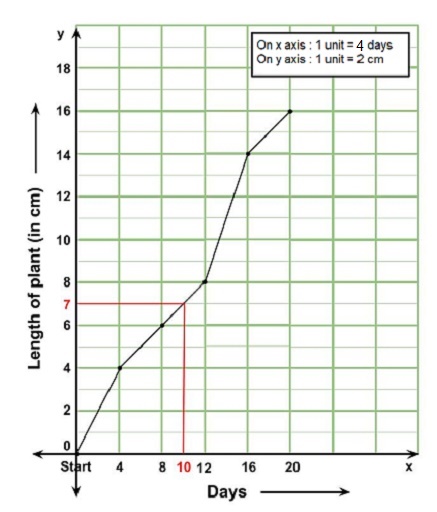 y
On x axis : 1 unit = 4 days
On y axis : 1 unit = 2 cm
18
16
14
12
10
8
7
6
4
2
0
Length of plant (in cm)
Start 4 8 10 12 16 20 x
Days